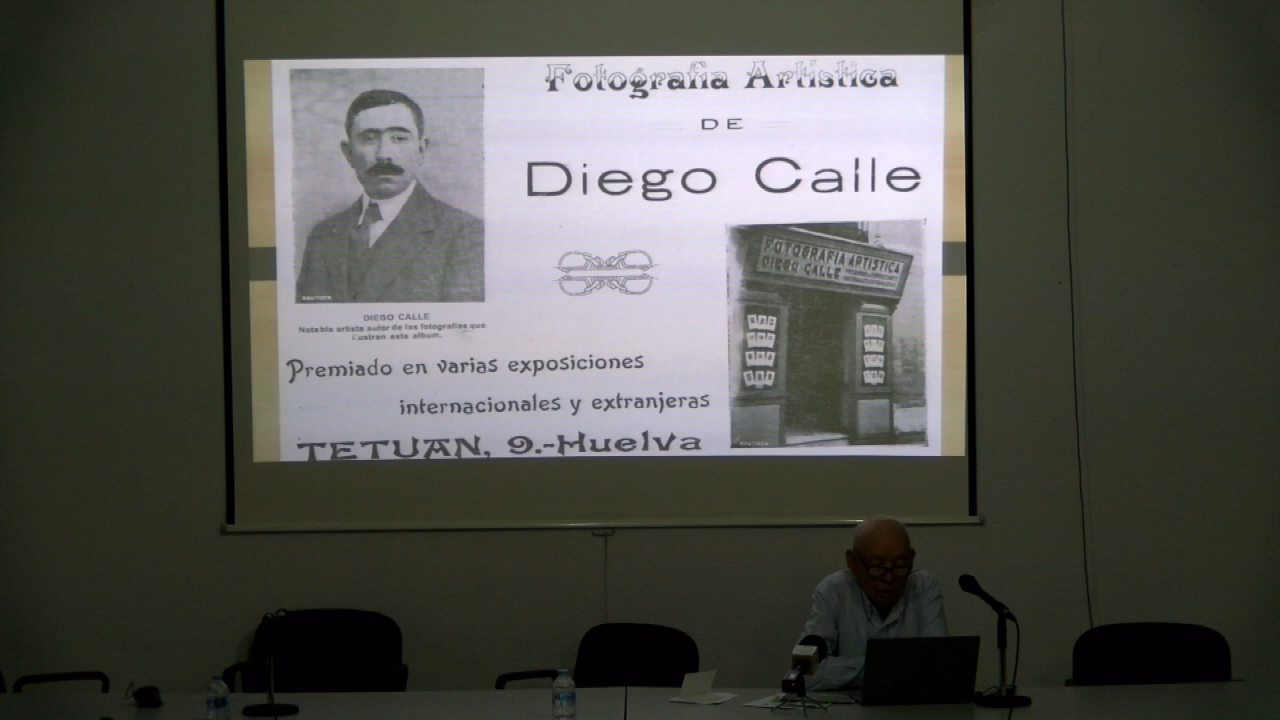 Fotografía Artística
DE
Diego Calle
DIEGO CALLE
Notable artista autor de las fotografías que
ilustran este álbum.
FOTOGRAFIA ARTISTICA
DIEGO CALLE
Premiado en varias exposiciones
internacionales y extranjeras
TETUAN, 9.-Huelva